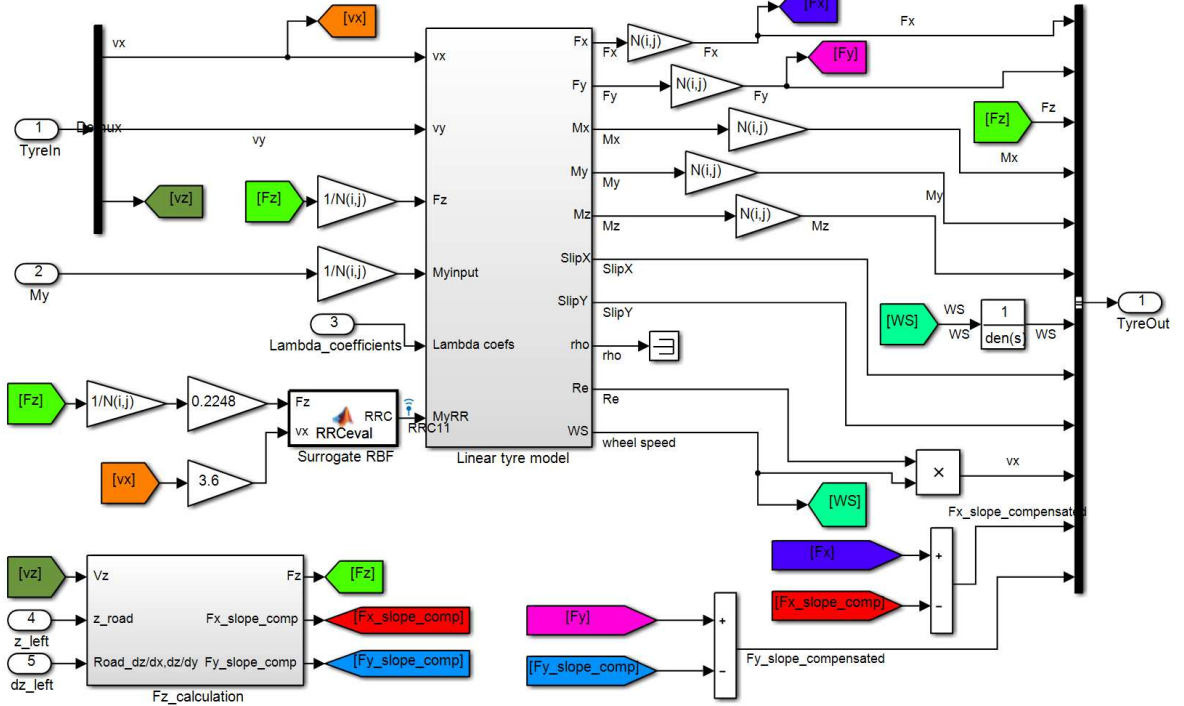 [vx]
[Fx]
Fx
vx
vx
Fx
Fx
N(i,j)
Fx
[Fy]
Fy
Fy
N(i,j)
Fy
[Fz]
Fz
1
TyreIn
Demux
vy
vy
Mx
Mx
N(i,j)
Mx
[vz]
[Fz]
1/N(i,j)
Fz
My
My
N(i,j)
My
Mz
Mz
N(i,j)
Mz
2
My
1/N(i,j)
Myinput
SlipX
SlipX
SlipY
SlipY
[WS]
WS
WS
1
den(s)
WS
1
TyreOut
3
Lambda_coefficients
Lambda coefs
rho
rho
[Fz]
1/N(i,j)
0.2248
Fz
vx
RRC
RRCeval
Surrogate RBF
RRC11
MyRR
Re
Re
WS
wheel speed
Linear tyre model
[vx]
3.6
×
vx
[WS]
Fx_slope_compensated
[Fx]
+
[Fx_slope_comp]
−
[vz]
Vz
Fz
[Fz]
4
z_left
z_road
Fx_slope_comp
[Fx_slope_comp]
5
dz_left
Road_dz/dx,dz/dy
Fy_slope_comp
[Fy_slope_comp]
Fz_calculation
[Fy]
+
[Fy_slope_comp]
−
Fy_slope_compensated